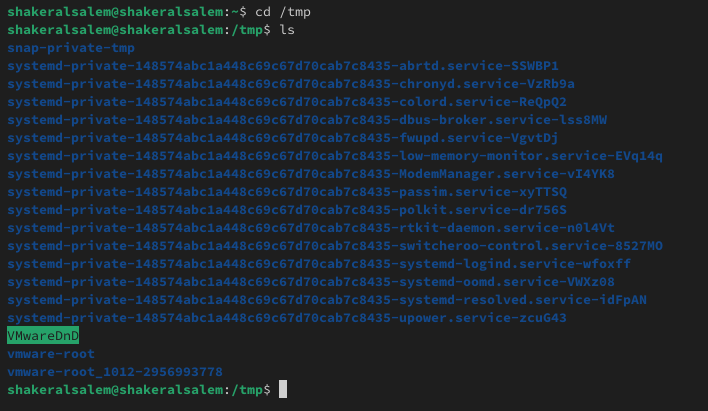 shakeralsalem@shakeralsalem:~$ cd /tmp
shakeralsalem@shakeralsalem:/tmp$ ls
snap-private-tmp
systemd-private-148574abc1a448c69c67d70cab7c8435-abrtd.service-SSWBP1
systemd-private-148574abc1a448c69c67d70cab7c8435-chronyd.service-VzRb9a
systemd-private-148574abc1a448c69c67d70cab7c8435-colord.service-ReQpQ2
systemd-private-148574abc1a448c69c67d70cab7c8435-dbus-broker.service-lss8MW
systemd-private-148574abc1a448c69c67d70cab7c8435-fwupd.service-VgvtDj
systemd-private-148574abc1a448c69c67d70cab7c8435-low-memory-monitor.service-EVq14q
systemd-private-148574abc1a448c69c67d70cab7c8435-ModemManager.service-vI4YK8
systemd-private-148574abc1a448c69c67d70cab7c8435-passim.service-xyTTSQ
systemd-private-148574abc1a448c69c67d70cab7c8435-polkit.service-dr756S
systemd-private-148574abc1a448c69c67d70cab7c8435-rtkit-daemon.service-n0l4Vt
systemd-private-148574abc1a448c69c67d70cab7c8435-switcheroo-control.service-8527MO
systemd-private-148574abc1a448c69c67d70cab7c8435-systemd-logind.service-wfoxff
systemd-private-148574abc1a448c69c67d70cab7c8435-systemd-oomd.service-VWXz08
systemd-private-148574abc1a448c69c67d70cab7c8435-systemd-resolved.service-idFpAN
systemd-private-148574abc1a448c69c67d70cab7c8435-upower.service-zcuG43
VMwareDnD
vmware-root
vmware-root_1012-2956993778
shakeralsalem@shakeralsalem:/tmp$